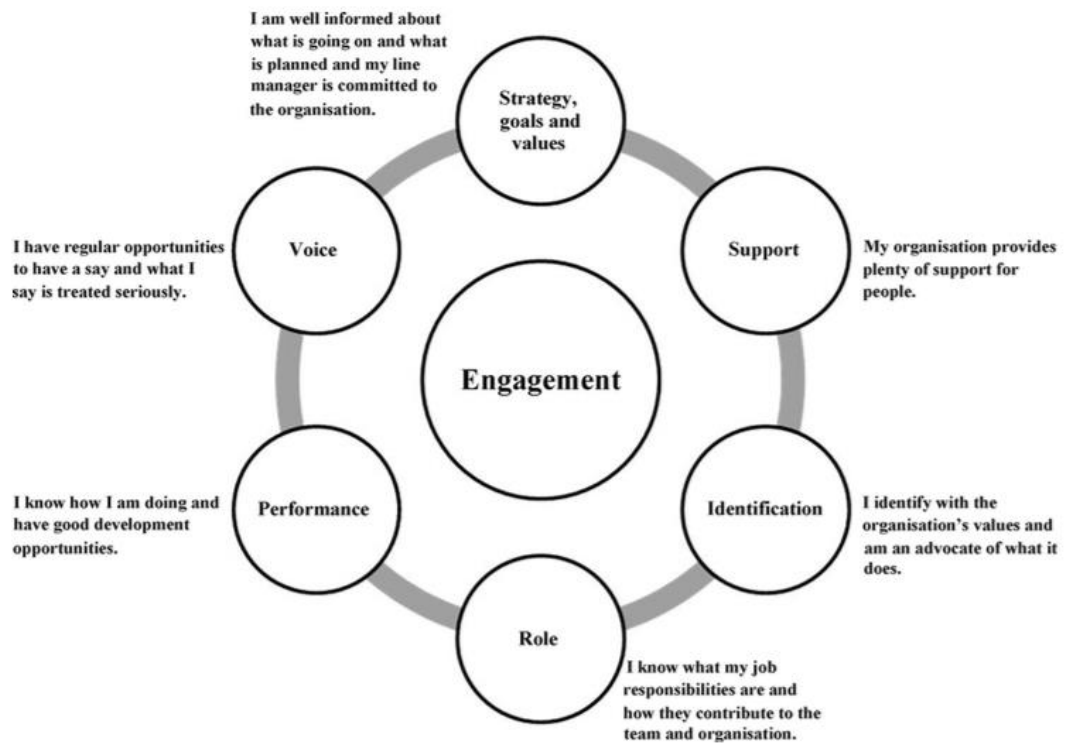 I am well informed about
what is going on and what
is planned and my line
manager is committed to
the organisation.
Strategy,
goals and
values
Voice
I have regular opportunities
to have a say and what I
say is treated seriously.
Support
My organisation provides
plenty of support for
people.
Engagement
Performance
I know how I am doing and
have good development
opportunities.
Identification
I identify with the
organisation’s values and
am an advocate of what it
does.
Role
I know what my job
responsibilities are and
how they contribute to the
team and organisation.